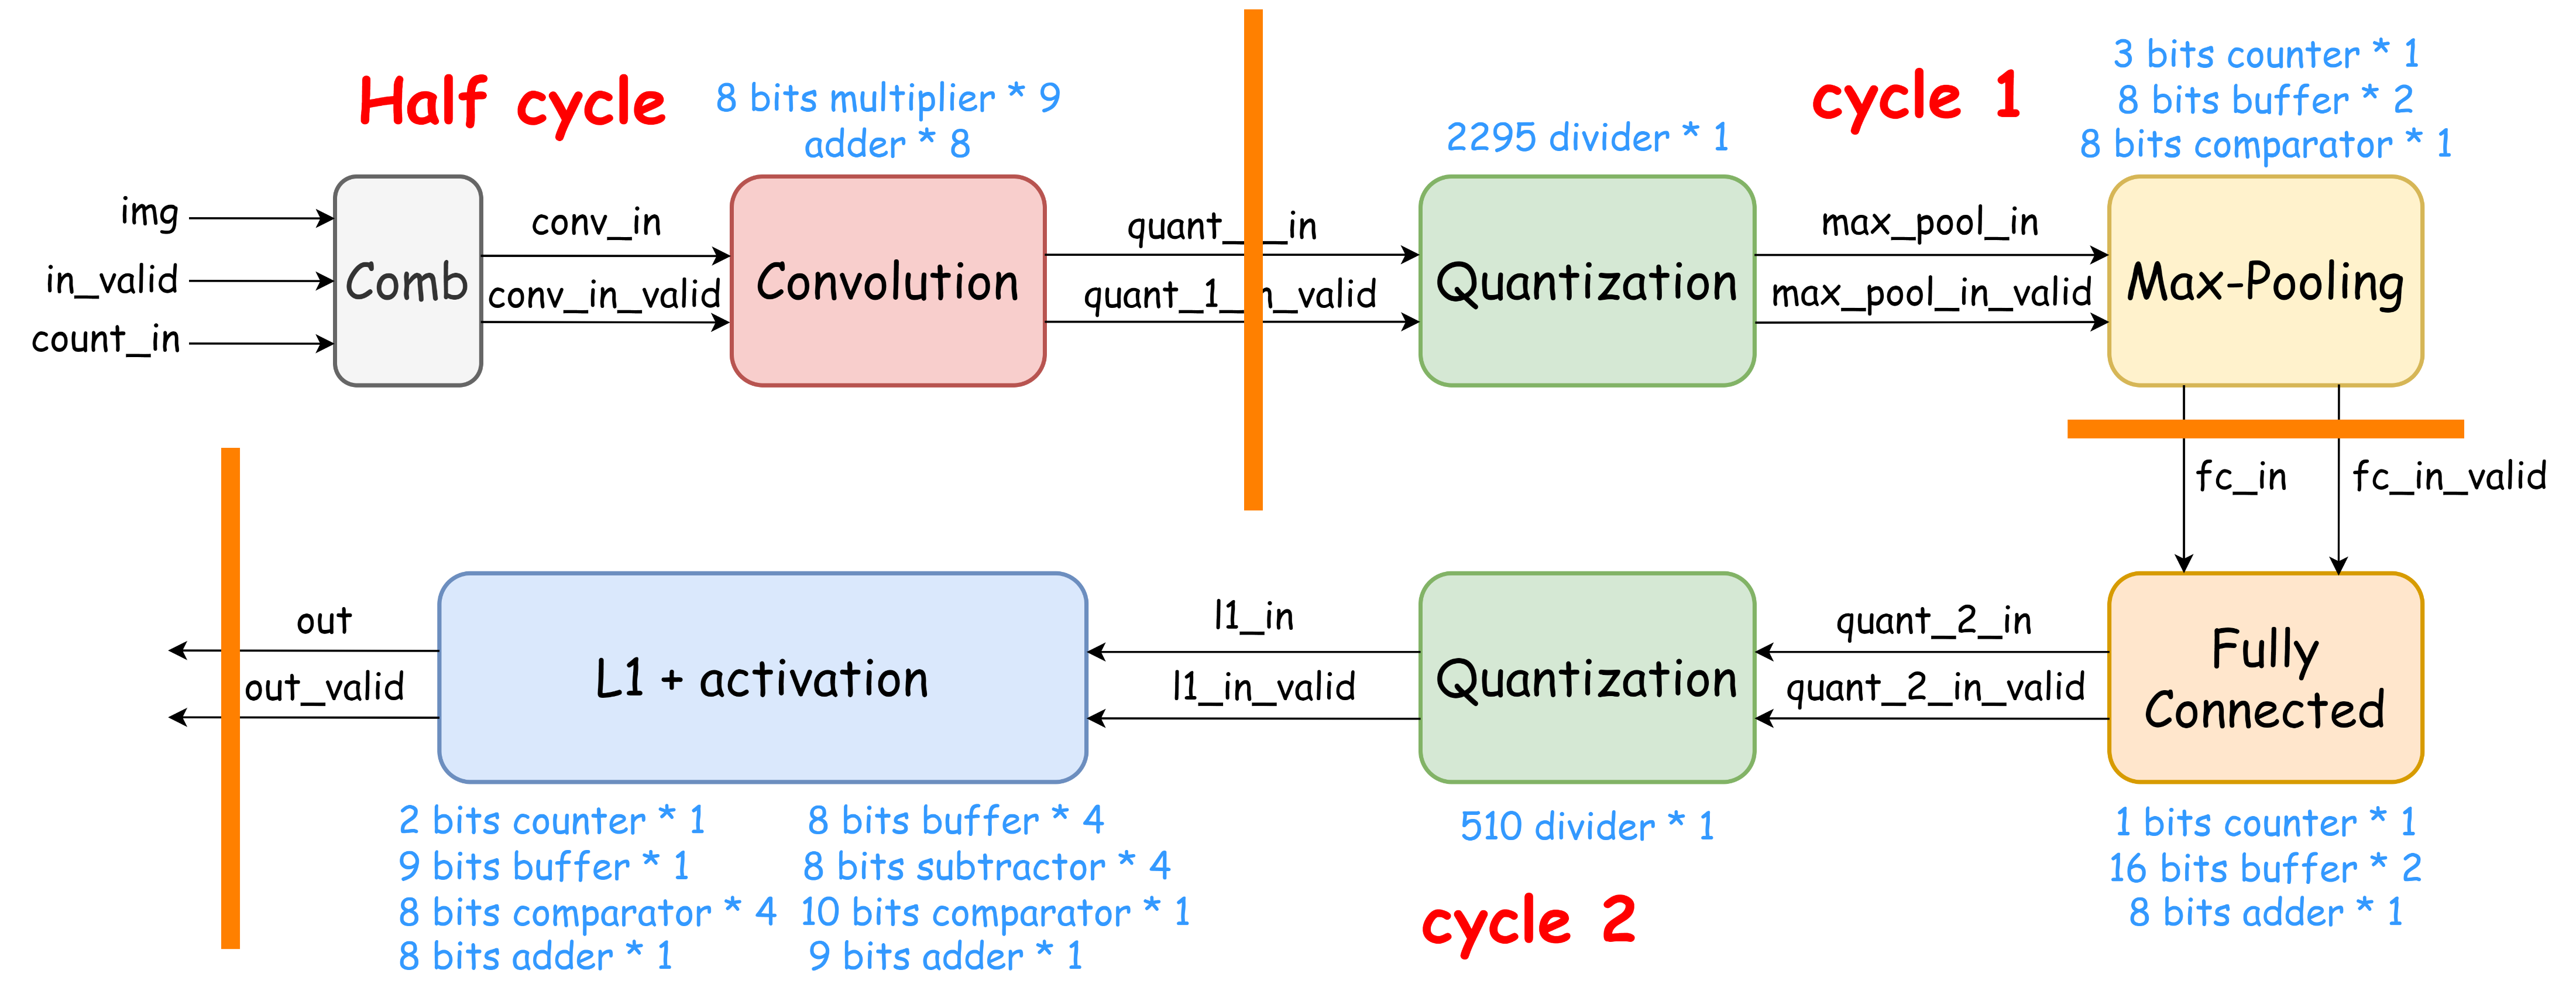 Half cycle
8 bits multiplier * 9
adder * 8
2295 divider * 1
cycle 1
3 bits counter * 1
8 bits buffer * 2
8 bits comparator * 1
img
in_valid
count_in
Comb
conv_in
conv_in_valid
Convolution
quant_ _in
quant_1_ n_valid
Quantization
max_pool_in
max_pool_in_valid
Max-Pooling
fc_in
fc_in_valid
out
out_valid
L1 + activation
l1_in
l1_in_valid
Quantization
quant_2_in
quant_2_in_valid
Fully
Connected
2 bits counter * 1
9 bits buffer * 1
8 bits comparator * 4
8 bits adder * 1
8 bits buffer * 4
8 bits subtractor * 4
10 bits comparator * 1
9 bits adder * 1
510 divider * 1
cycle 2
1 bits counter * 1
16 bits buffer * 2
8 bits adder * 1